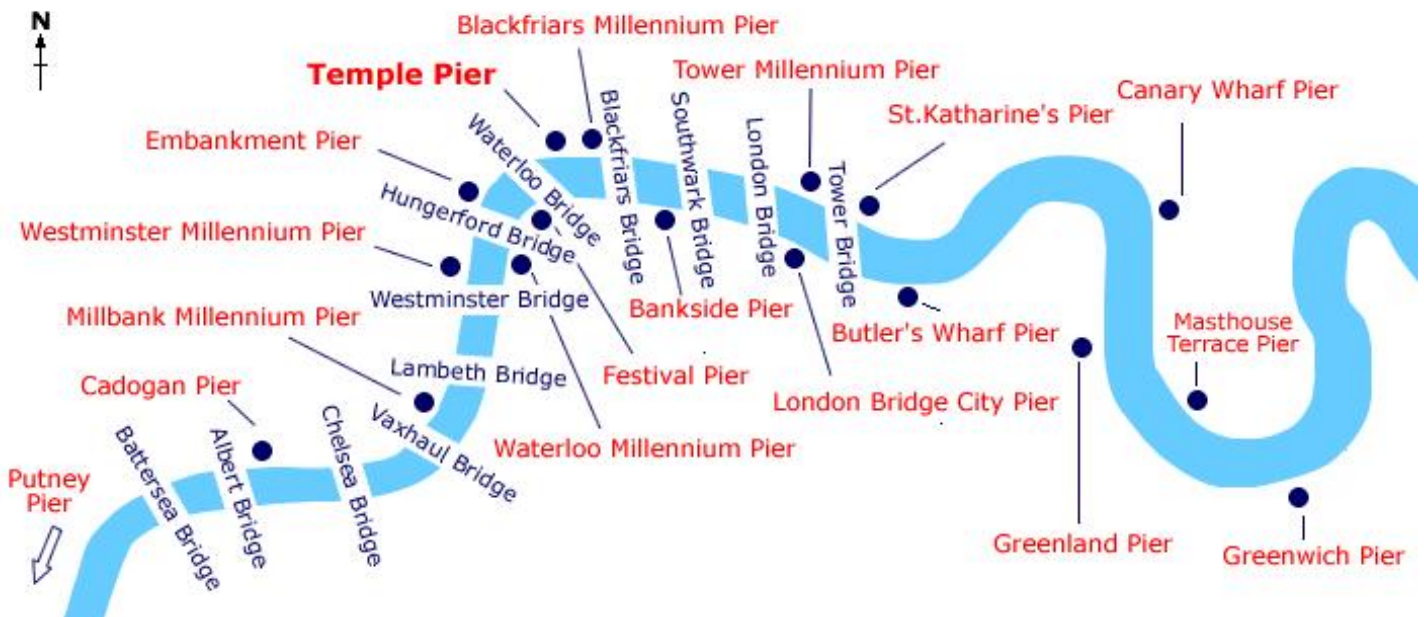 N
Blackfriars Millennium Pier
Temple Pier
Tower Millennium Pier
Canary Wharf Pier
St.Katharine's Pier
Embankment Pier
Waterloo Bridge
Blackfriars Bridge
Southwark Bridge
London Bridge
Tower Bridge
Hungerford Bridge
Westminster Millennium Pier
Westminster Bridge
Millbank Millennium Pier
Bankside Pier
Butler's Wharf Pier
Masthouse
Terrace Pier
Lambeth Bridge
Festival Pier
Cadogan Pier
London Bridge City Pier
Vaxhaul Bridge
Waterloo Millennium Pier
Chelsea Bridge
Albert Bridge
Battersea Bridge
Putney
Pier
Greenland Pier
Greenwich Pier